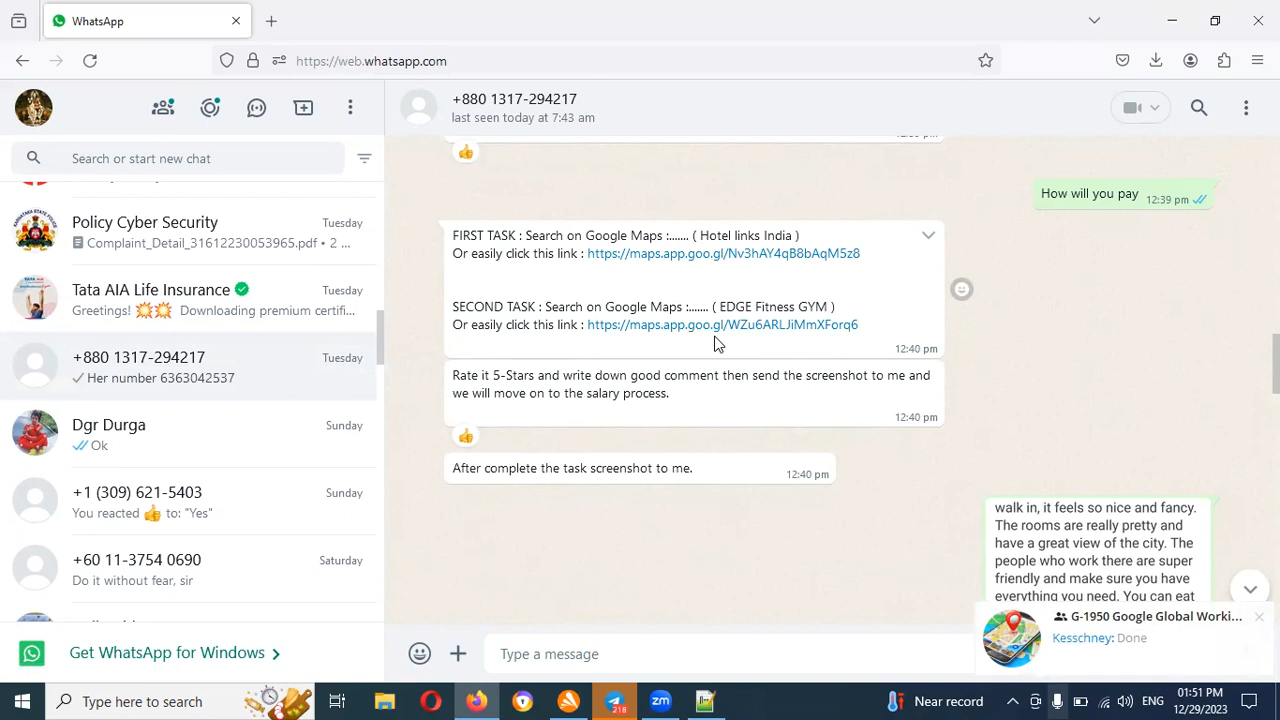 WhatsApp
https://web.whatsapp.com
Search or start new chat
Policy Cyber Security
Tuesday
Complaint_Detail_31612230053965.pdf • 2 ...
Tata AIA Life Insurance
Tuesday
Greetings! 💥💥 Downloading premium certifi...
+880 1317-294217
Tuesday
Her number 6363042537
Dgr Durga
Sunday
Ok
+1 (309) 621-5403
Sunday
You reacted 👍 to: "Yes"
+60 11-3754 0690
Saturday
Do it without fear, sir
Get WhatsApp for Windows
+880 1317-294217
last seen today at 7:43 am
How will you pay
12:39 pm
FIRST TASK : Search on Google Maps :....... ( Hotel links India )
Or easily click this link : https://maps.app.goo.gl/Nv3hAY4qB8bAqM5z8
SECOND TASK : Search on Google Maps :....... ( EDGE Fitness GYM )
Or easily click this link : https://maps.app.goo.gl/WZu6ARLJiMmXForq6
12:40 pm
Rate it 5-Stars and write down good comment then send the screenshot to me and
we will move on to the salary process.
12:40 pm
After complete the task screenshot to me.
12:40 pm
walk in, it feels so nice and fancy.
The rooms are really pretty and
have a great view of the city. The
people who work there are super
friendly and make sure you have
everything you need. You can eat
G-1950 Google Global Worki...
Kesschney: Done
Type a message
Type here to search
218
zm
Near record
ENG
01:51 PM
12/29/2023